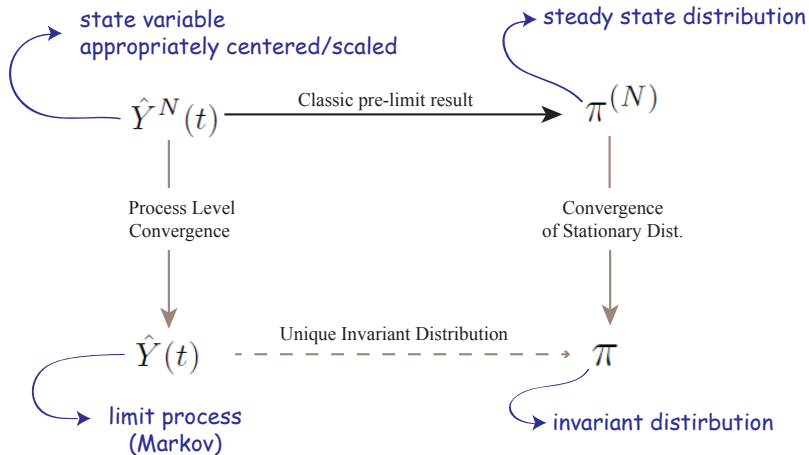 state variable
appropriately centered/scaled
steady state distribution
Ŷ^N(t)
Classic pre-limit result
π^(N)
Process Level
Convergence
Convergence
of Stationary Dist.
Ŷ(t)
Unique Invariant Distribution
π
limit process
(Markov)
invariant distirbution